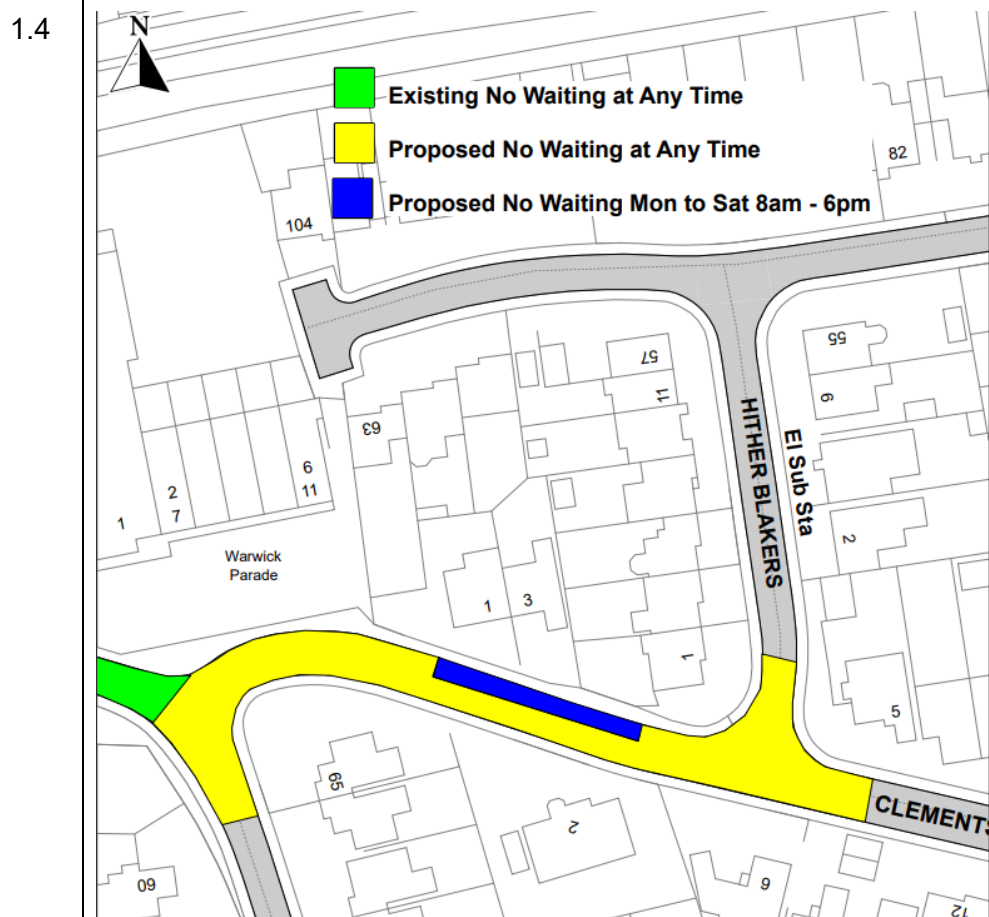 1.4
N
Existing No Waiting at Any Time
Proposed No Waiting at Any Time
Proposed No Waiting Mon to Sat 8am - 6pm
82
104
55
57
11
6
63
HITHER BLAKERS
El Sub Sta
6
11
2
7
1
2
Warwick
Parade
1
3
1
5
65
2
CLEMENTS
60
6
12